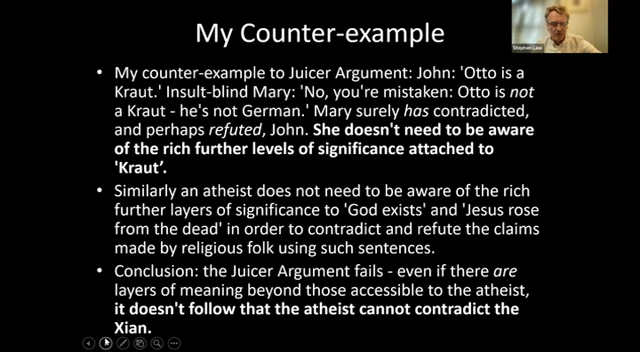 My Counter-example
Stephen Law
• My counter-example to Juicer Argument: John: 'Otto is a
Kraut.' Insult-blind Mary: 'No, you're mistaken: Otto is not
a Kraut - he's not German.' Mary surely has contradicted,
and perhaps refuted, John. She doesn't need to be aware
of the rich further levels of significance attached to
'Kraut'.
• Similarly an atheist does not need to be aware of the rich
further layers of significance to 'God exists' and 'Jesus rose
from the dead' in order to contradict and refute the claims
made by religious folk using such sentences.
• Conclusion: the Juicer Argument fails - even if there are
layers of meaning beyond those accessible to the atheist,
it doesn't follow that the atheist cannot contradict the
Xian.